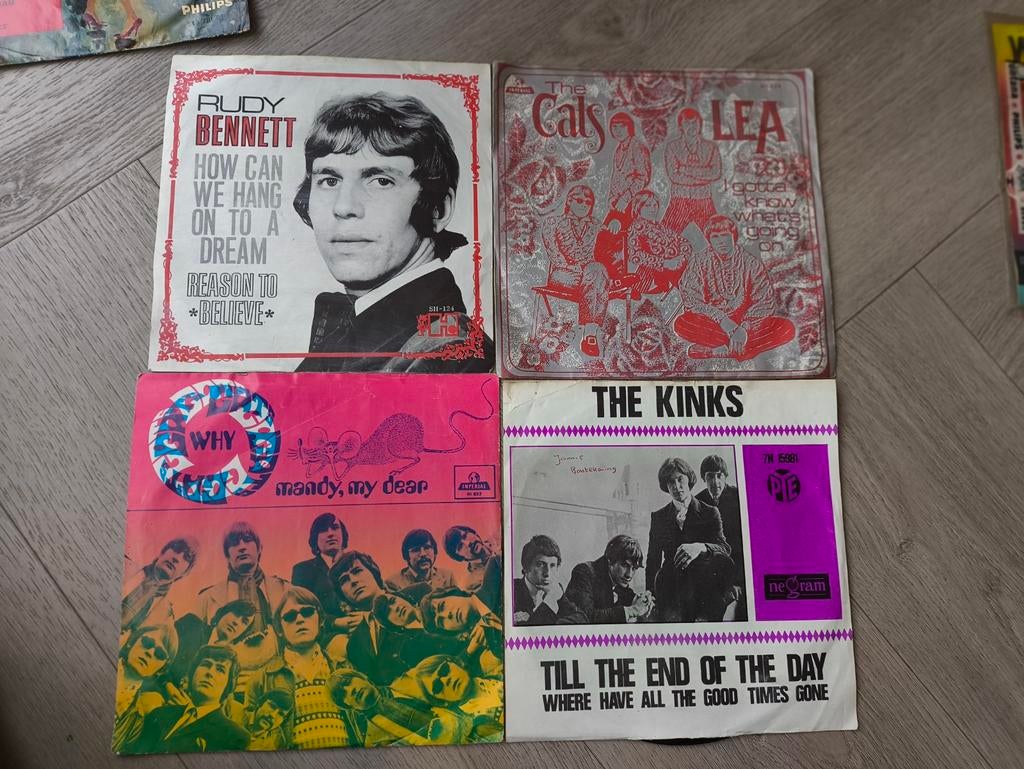 PHILIPS
RUDY
BENNETT
HOW CAN
WE HANG
ON TO A
DREAM
REASON TO
*BELIEVE*
SH-124
IMPERIAL
The
Cats
LEA
I gotta
know
what's
going
on
WHY
mandy, my dear
IMPERIAL
THE KINKS
7N 15981
PYE
negram
TILL THE END OF THE DAY
WHERE HAVE ALL THE GOOD TIMES GONE